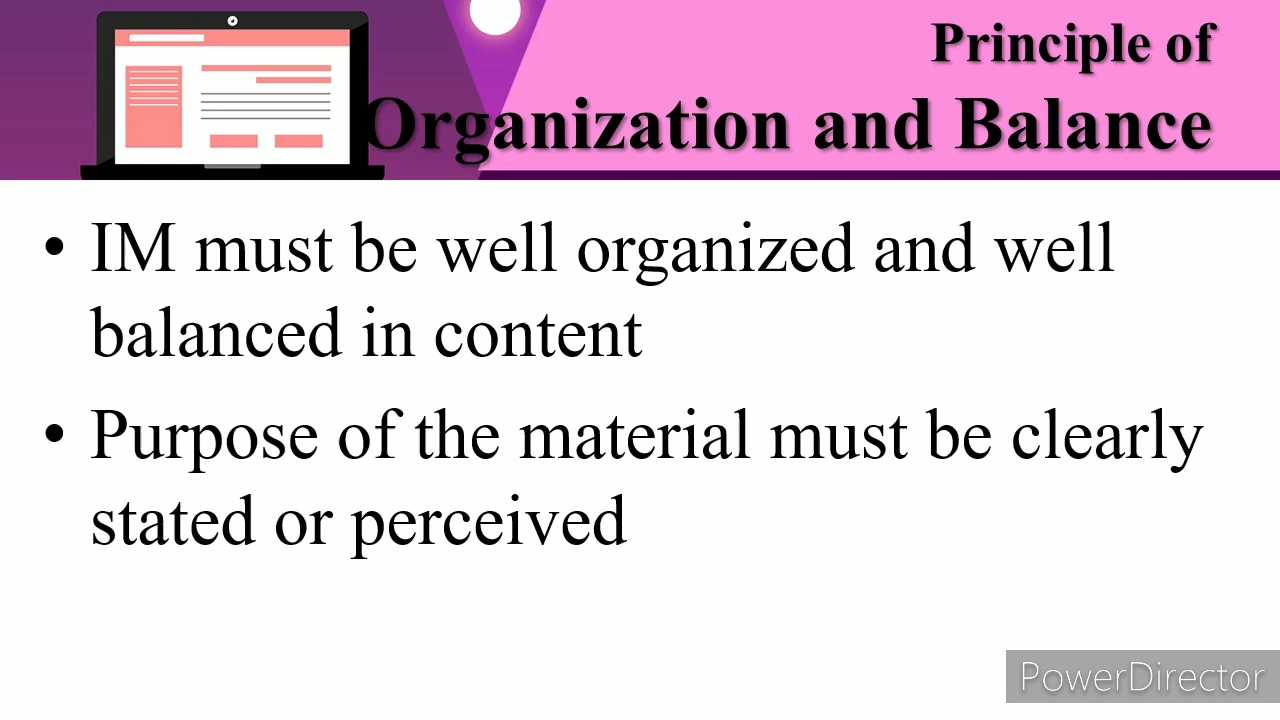 Principle of
Organization and Balance
• IM must be well organized and well
balanced in content
• Purpose of the material must be clearly
stated or perceived
PowerDirector